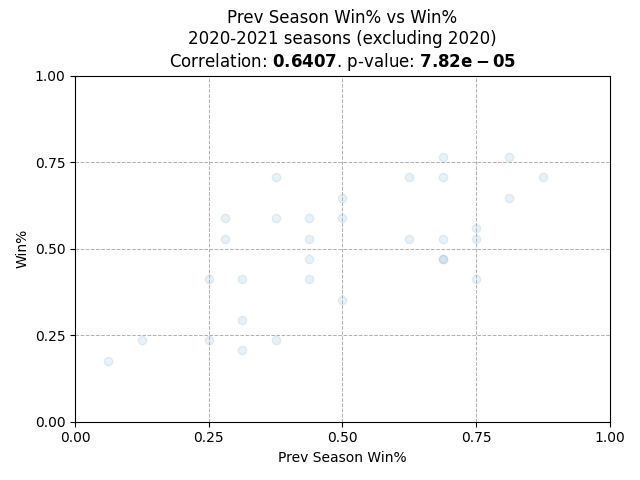 Prev Season Win% vs Win%
2020-2021 seasons (excluding 2020)
Correlation: 0.6407. p-value: 7.82e − 05
1.00
0.75
0.50
0.25
0.00
Win%
0.00 0.25 0.50 0.75 1.00
Prev Season Win%